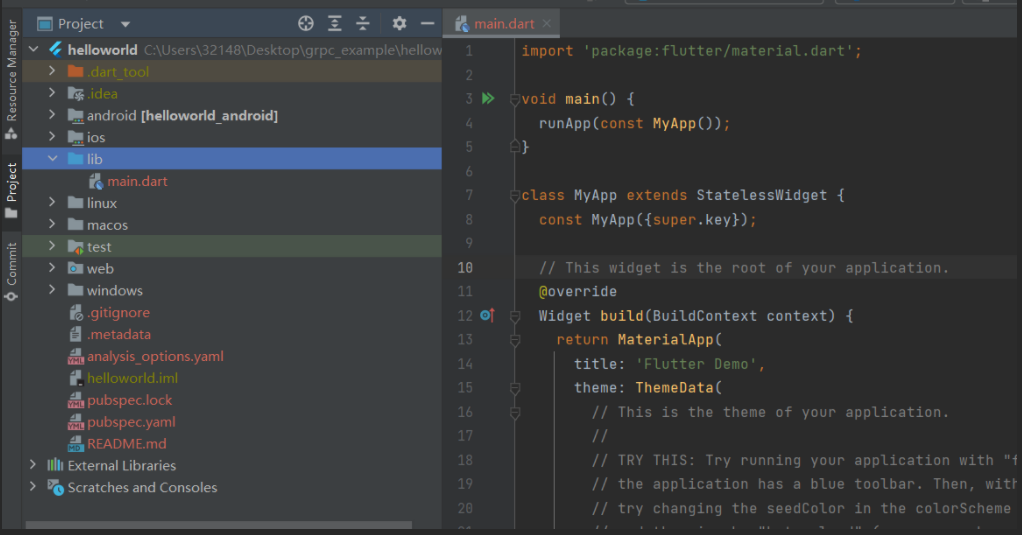 Resource Manager
Project
Commit
Project
helloworld C:\Users\32148\Desktop\grpc_example\hellow
.dart_tool
.idea
android [helloworld_android]
ios
lib
main.dart
linux
macos
test
web
windows
.gitignore
.metadata
analysis_options.yaml
helloworld.iml
pubspec.lock
pubspec.yaml
README.md
External Libraries
Scratches and Consoles
main.dart
1 import 'package:flutter/material.dart';
2
3 void main() {
4 runApp(const MyApp());
5 }
6
7 class MyApp extends StatelessWidget {
8 const MyApp({super.key});
9
10 // This widget is the root of your application.
11 @override
12 Widget build(BuildContext context) {
13 return MaterialApp(
14 title: 'Flutter Demo',
15 theme: ThemeData(
16 // This is the theme of your application.
17 //
18 // TRY THIS: Try running your application with "f
19 // the application has a blue toolbar. Then, with
20 // try changing the seedColor in the colorScheme